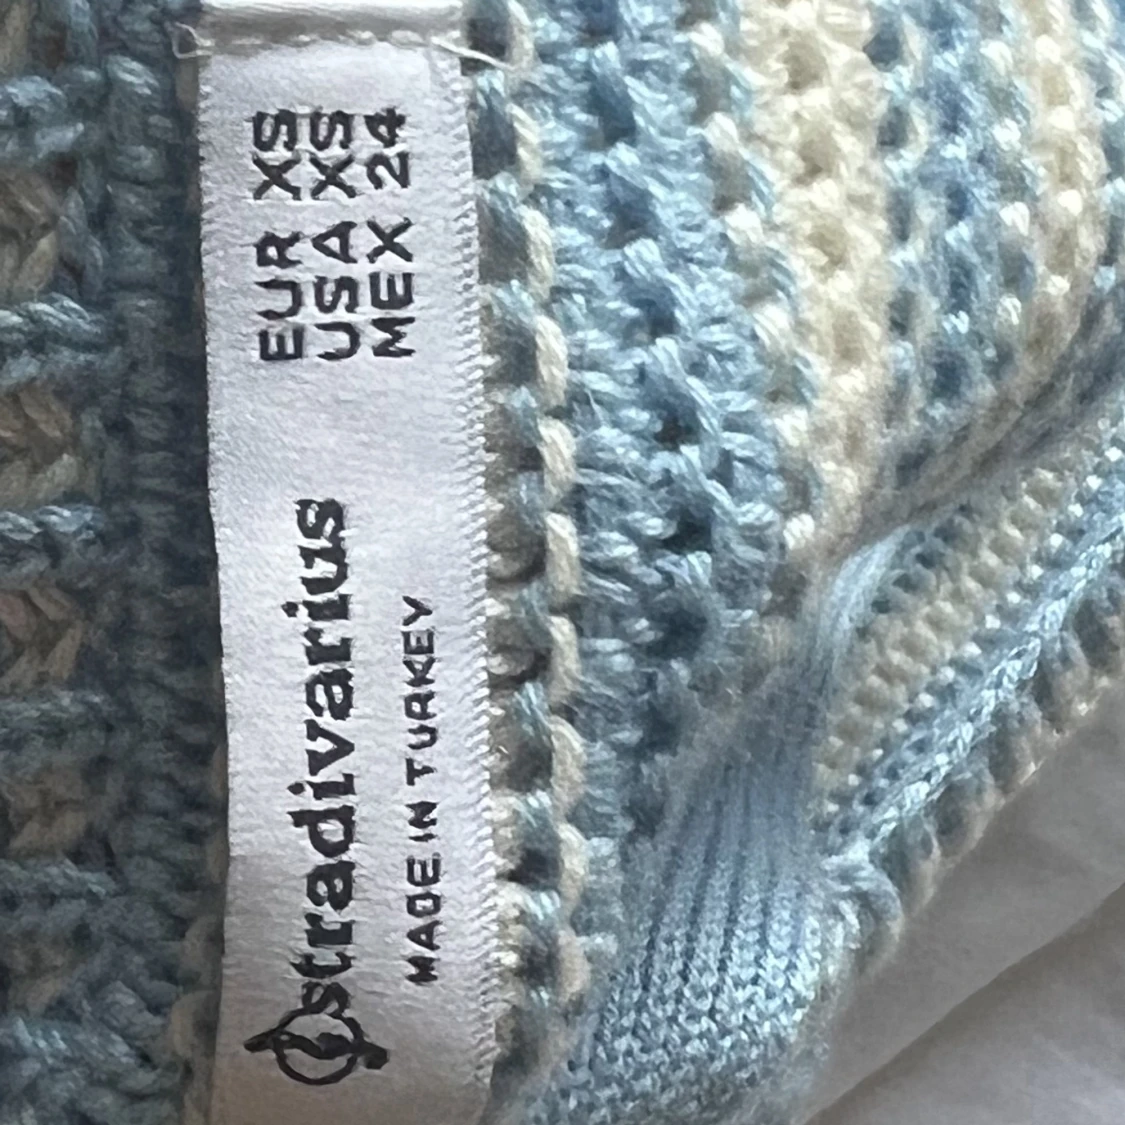 EUR XS
USA XS
MEX 24
stradivarius
MADE IN TURKEY